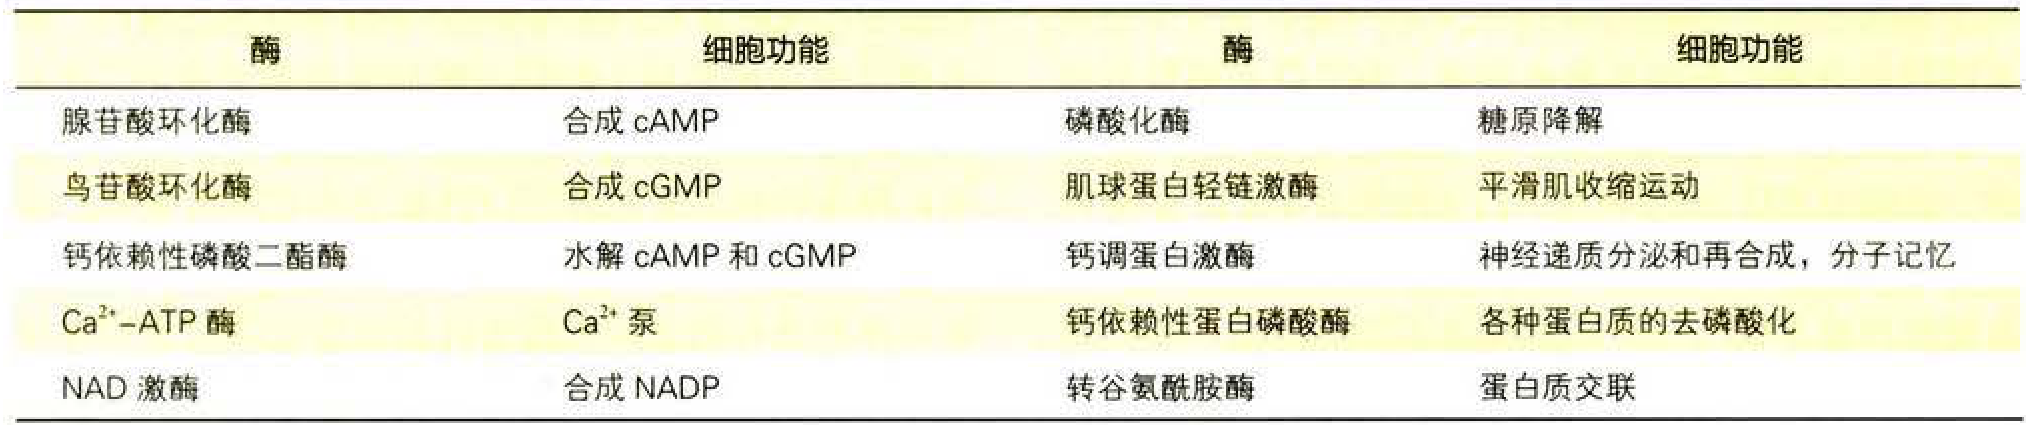 酶 细胞功能 酶 细胞功能
腺苷酸环化酶 合成 cAMP 磷酸化酶 糖原降解
鸟苷酸环化酶 合成 cGMP 肌球蛋白轻链激酶 平滑肌收缩运动
钙依赖性磷酸二酯酶 水解 cAMP 和 cGMP 钙调蛋白激酶 神经递质分泌和再合成，分子记忆
Ca²⁺-ATP 酶 Ca²⁺ 泵 钙依赖性蛋白磷酸酶 各种蛋白质的去磷酸化
NAD 激酶 合成 NADP 转谷氨酰胺酶 蛋白质交联